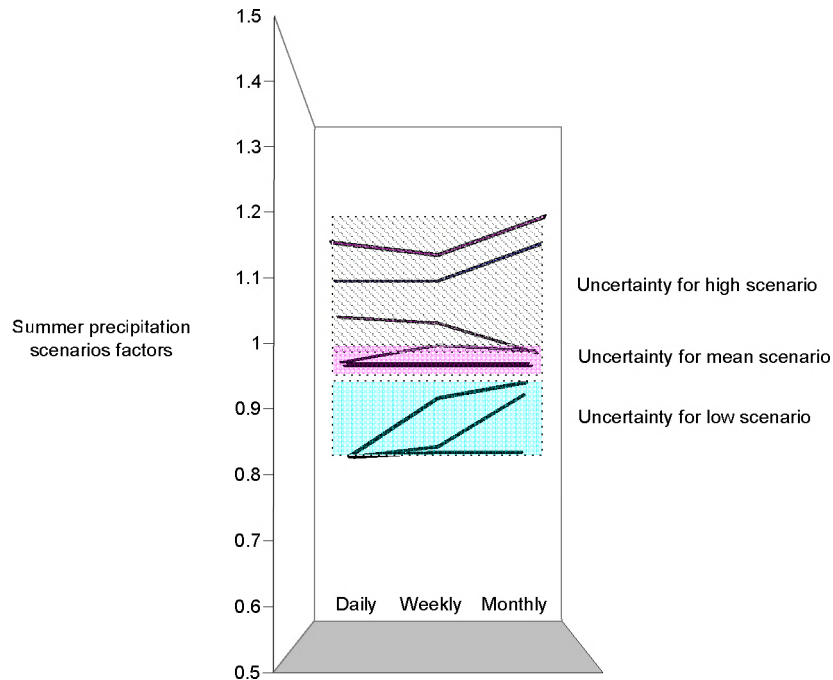 1.5
1.4
1.3
1.2
1.1
1
0.9
0.8
0.7
0.6
0.5
Summer precipitation
scenarios factors
Uncertainty for high scenario
Uncertainty for mean scenario
Uncertainty for low scenario
Daily Weekly Monthly